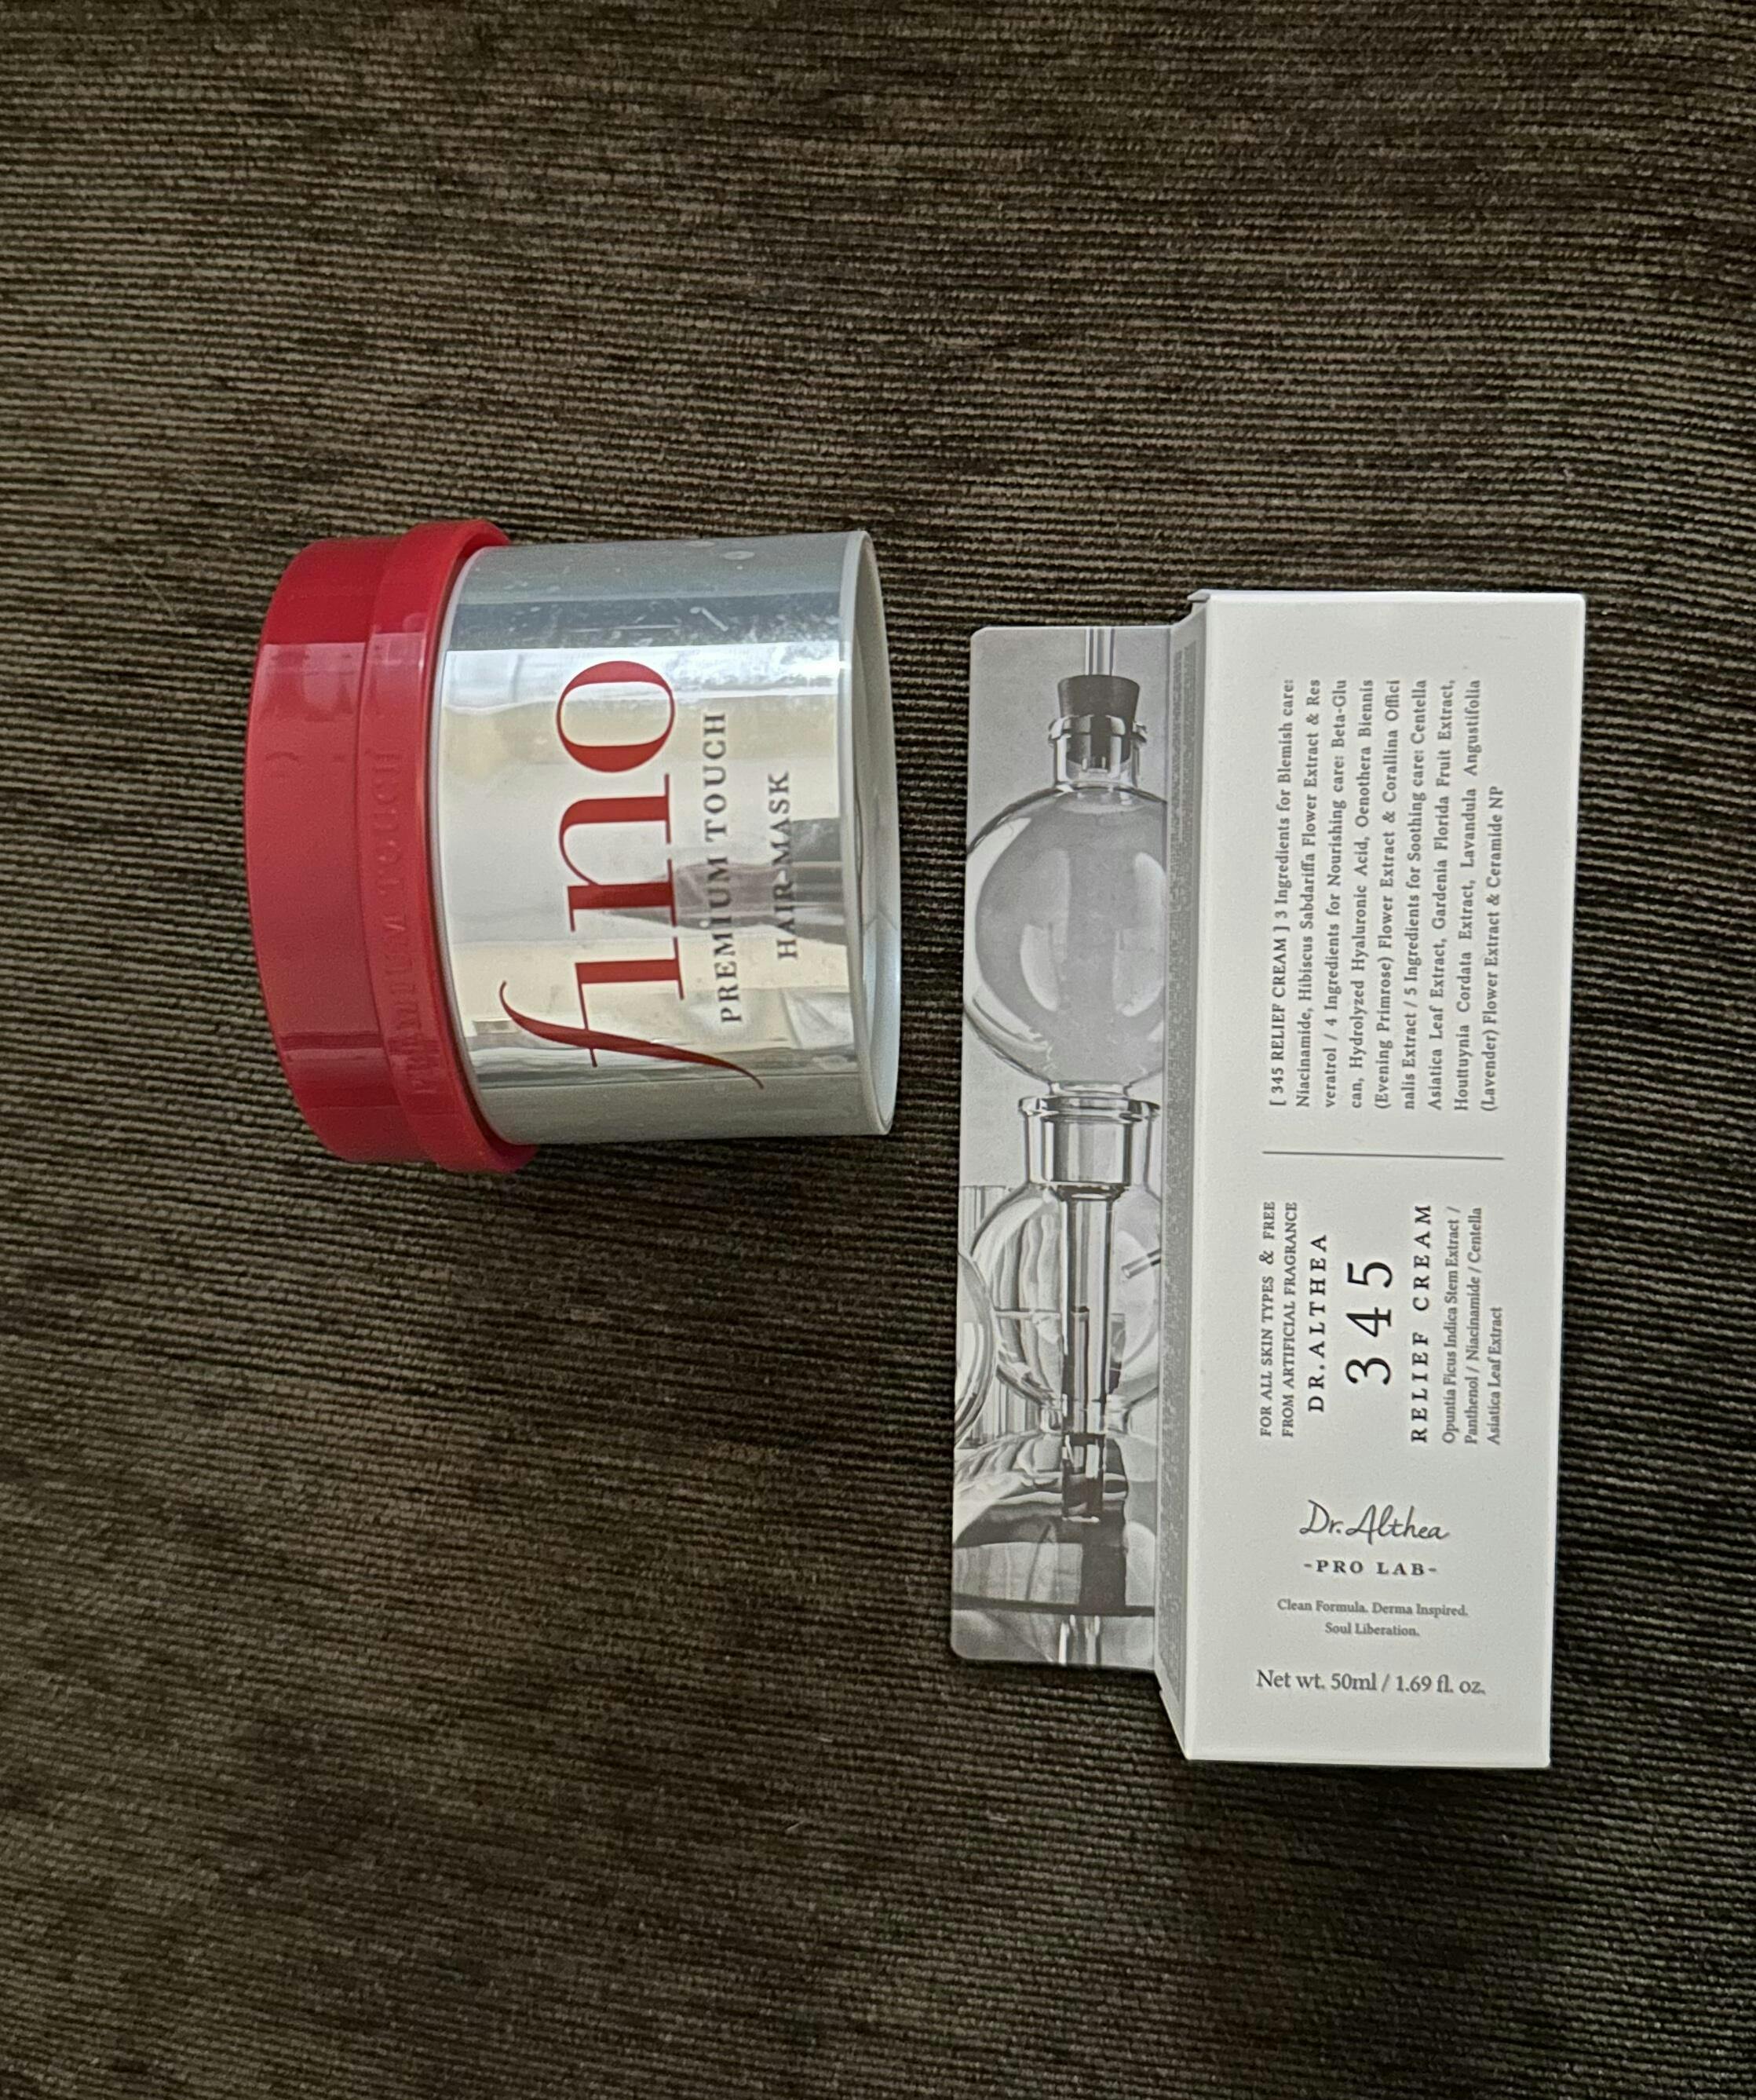 PREMIUM TOUCH
fino
PREMIUM TOUCH
HAIR MASK
[ 345 RELIEF CREAM ] 3 Ingredients for Blemish care:
Niacinamide, Hibiscus Sabdariffa Flower Extract & Res
veratrol / 4 Ingredients for Nourishing care: Beta-Glu
can, Hydrolyzed Hyaluronic Acid, Oenothera Biennis
(Evening Primrose) Flower Extract & Corallina Offici
nalis Extract / 5 Ingredients for Soothing care: Centella
Asiatica Leaf Extract, Gardenia Florida Fruit Extract,
Houttuynia Cordata Extract, Lavandula Angustifolia
(Lavender) Flower Extract & Ceramide NP
FOR ALL SKIN TYPES & FREE
FROM ARTIFICIAL FRAGRANCE
DR.ALTHEA
345
RELIEF CREAM
Opuntia Ficus Indica Stem Extract /
Panthenol / Niacinamide / Centella
Asiatica Leaf Extract
Dr.Althea
-PRO LAB-
Clean Formula. Derma Inspired.
Soul Liberation.
Net wt. 50ml / 1.69 fl. oz.